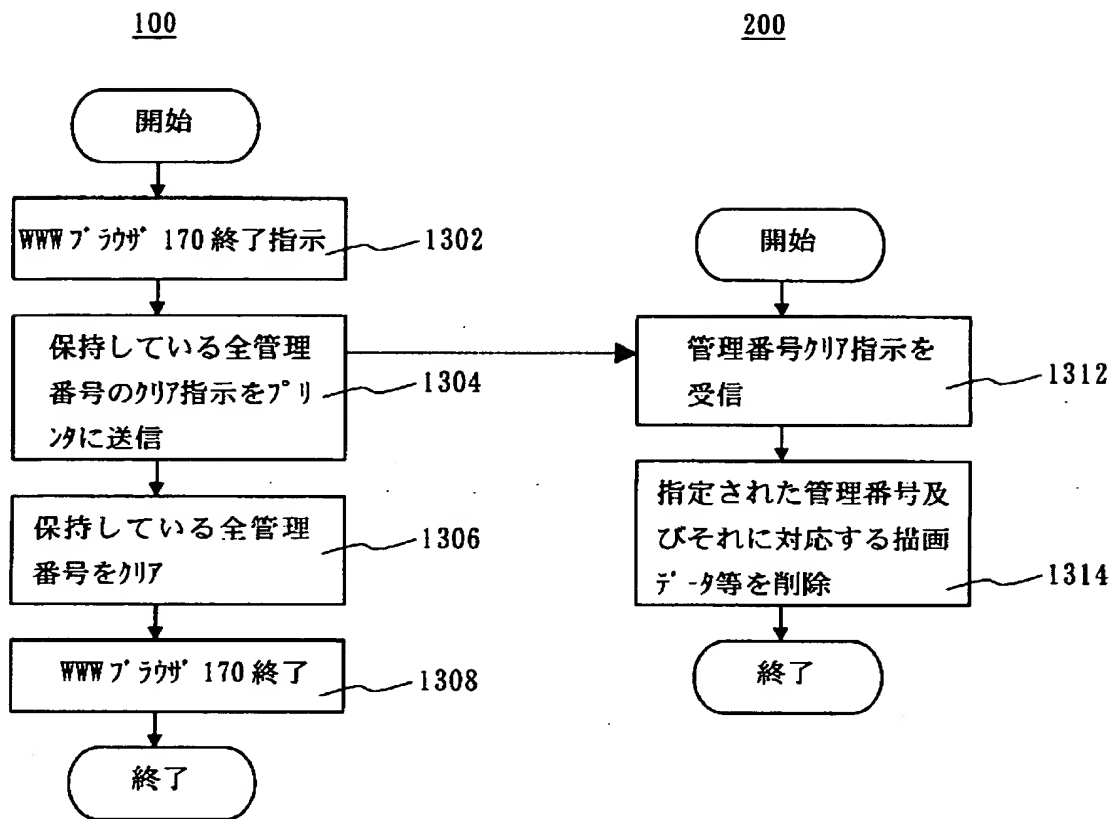 100
開始
WWWﾌﾞﾗｳｻﾞ170終了指示
1302
保持している全管理
番号のｸﾘｱ指示をﾌﾟﾘ
ﾝﾀに送信
1304
保持している全管理
番号をｸﾘｱ
1306
WWWﾌﾞﾗｳｻﾞ170終了
1308
終了
200
開始
管理番号ｸﾘｱ指示を
受信
1312
指定された管理番号及
びそれに対応する描画
ﾃﾞｰﾀ等を削除
1314
終了